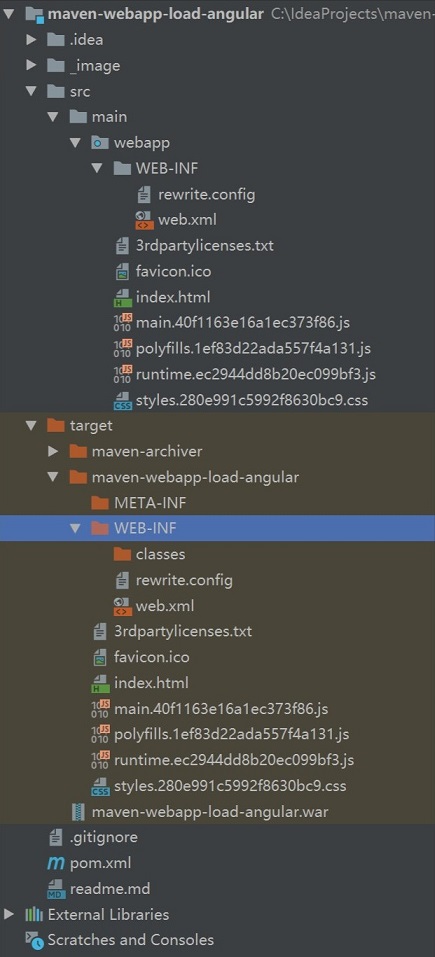 maven-webapp-load-angular C:\IdeaProjects\maven-
.idea
_image
src
main
webapp
WEB-INF
rewrite.config
web.xml
3rdpartylicenses.txt
favicon.ico
index.html
main.40f1163e16a1ec373f86.js
polyfills.1ef83d22ada557f4a131.js
runtime.ec2944dd8b20ec099bf3.js
styles.280e991c5992f8630bc9.css
target
maven-archiver
maven-webapp-load-angular
META-INF
WEB-INF
classes
rewrite.config
web.xml
3rdpartylicenses.txt
favicon.ico
index.html
main.40f1163e16a1ec373f86.js
polyfills.1ef83d22ada557f4a131.js
runtime.ec2944dd8b20ec099bf3.js
styles.280e991c5992f8630bc9.css
maven-webapp-load-angular.war
.gitignore
pom.xml
readme.md
External Libraries
Scratches and Consoles